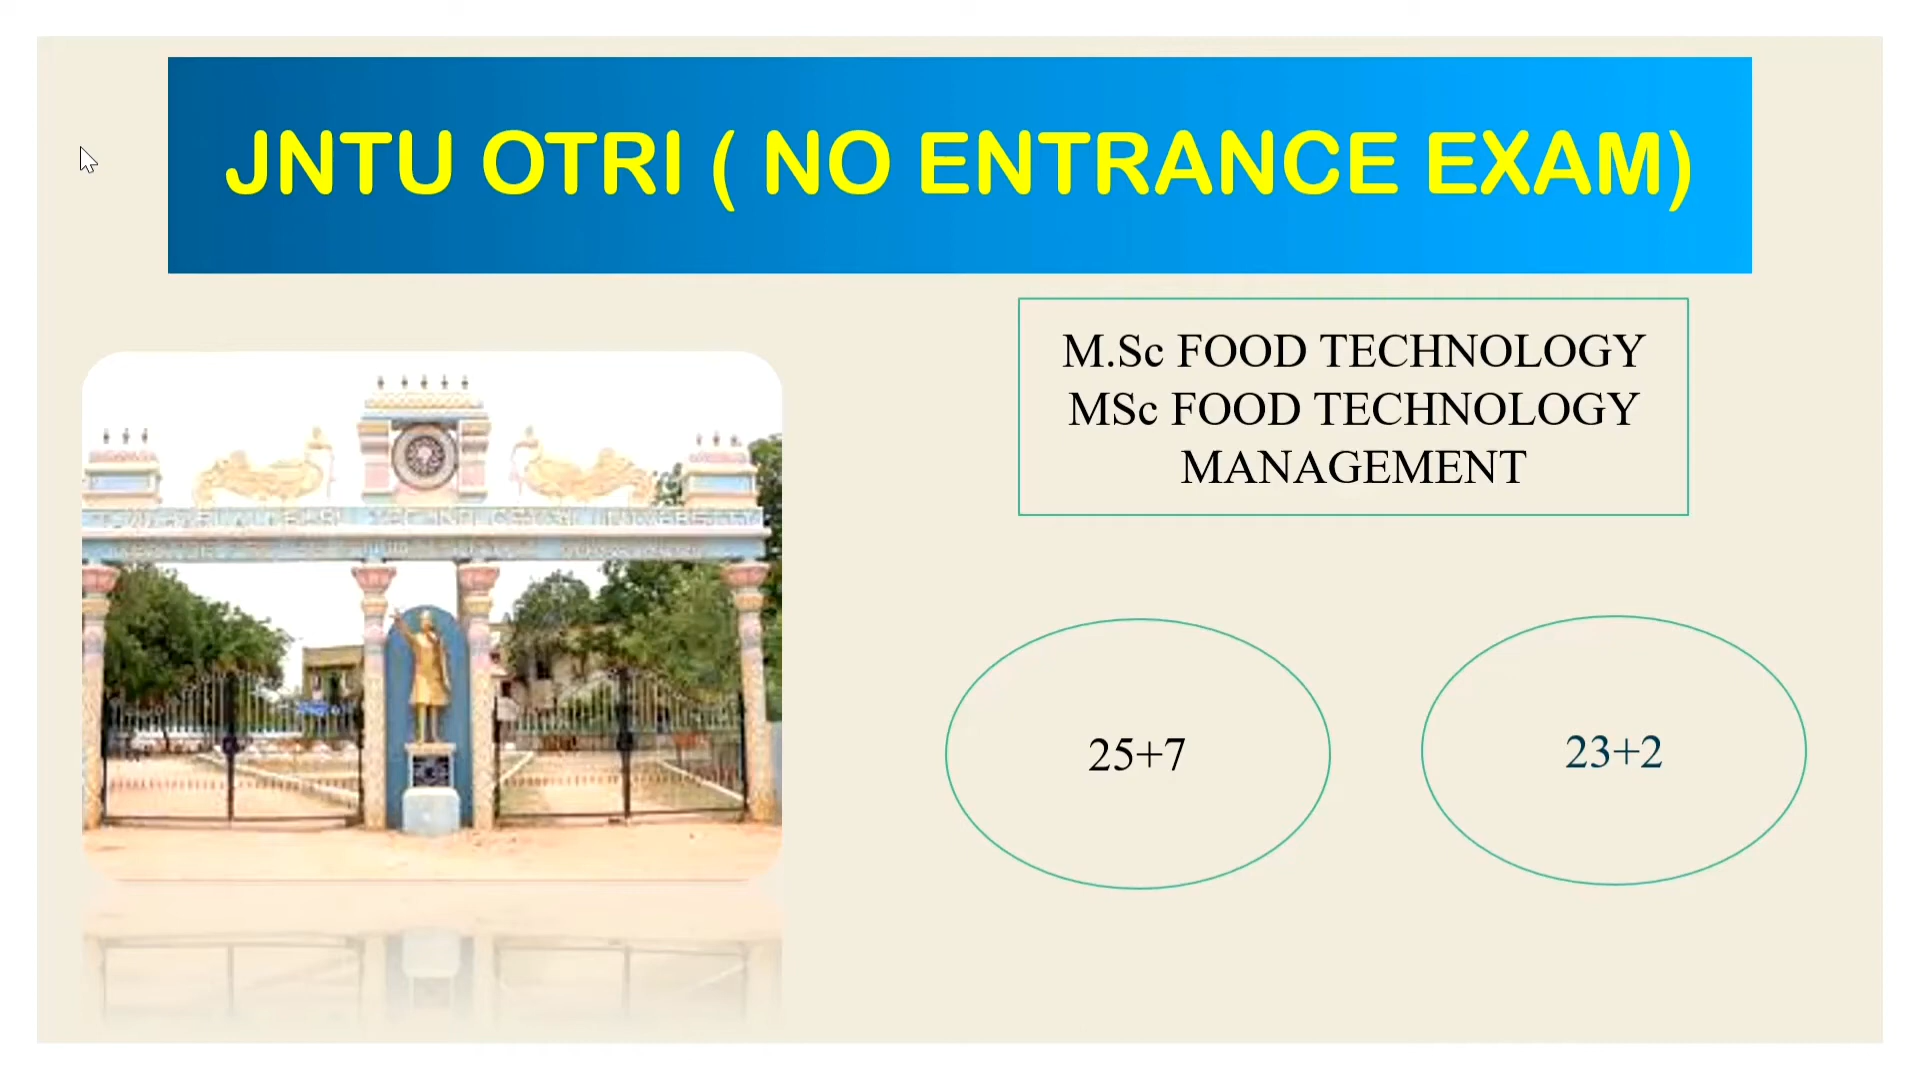 JNTU OTRI ( NO ENTRANCE EXAM)
M.Sc FOOD TECHNOLOGY
MSc FOOD TECHNOLOGY
MANAGEMENT
25+7
23+2